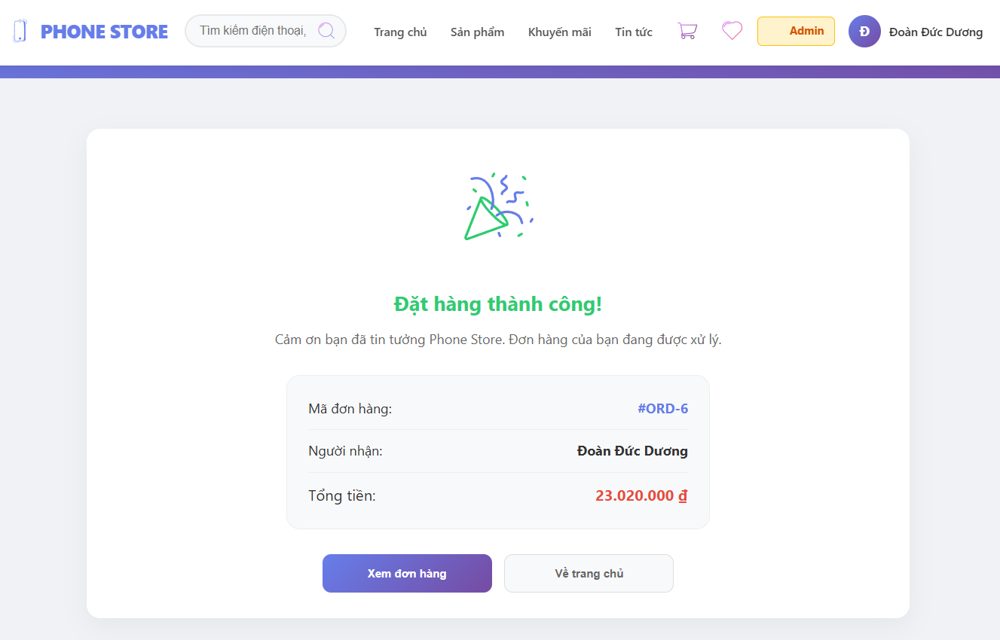 PHONE STORE
Tìm kiếm điện thoại,
Trang chủ
Sản phẩm
Khuyến mãi
Tin tức
Admin
Đ
Đoàn Đức Dương
Đặt hàng thành công!
Cảm ơn bạn đã tin tưởng Phone Store. Đơn hàng của bạn đang được xử lý.
Mã đơn hàng: #ORD-6
Người nhận: Đoàn Đức Dương
Tổng tiền: 23.020.000 ₫
Xem đơn hàng
Về trang chủ